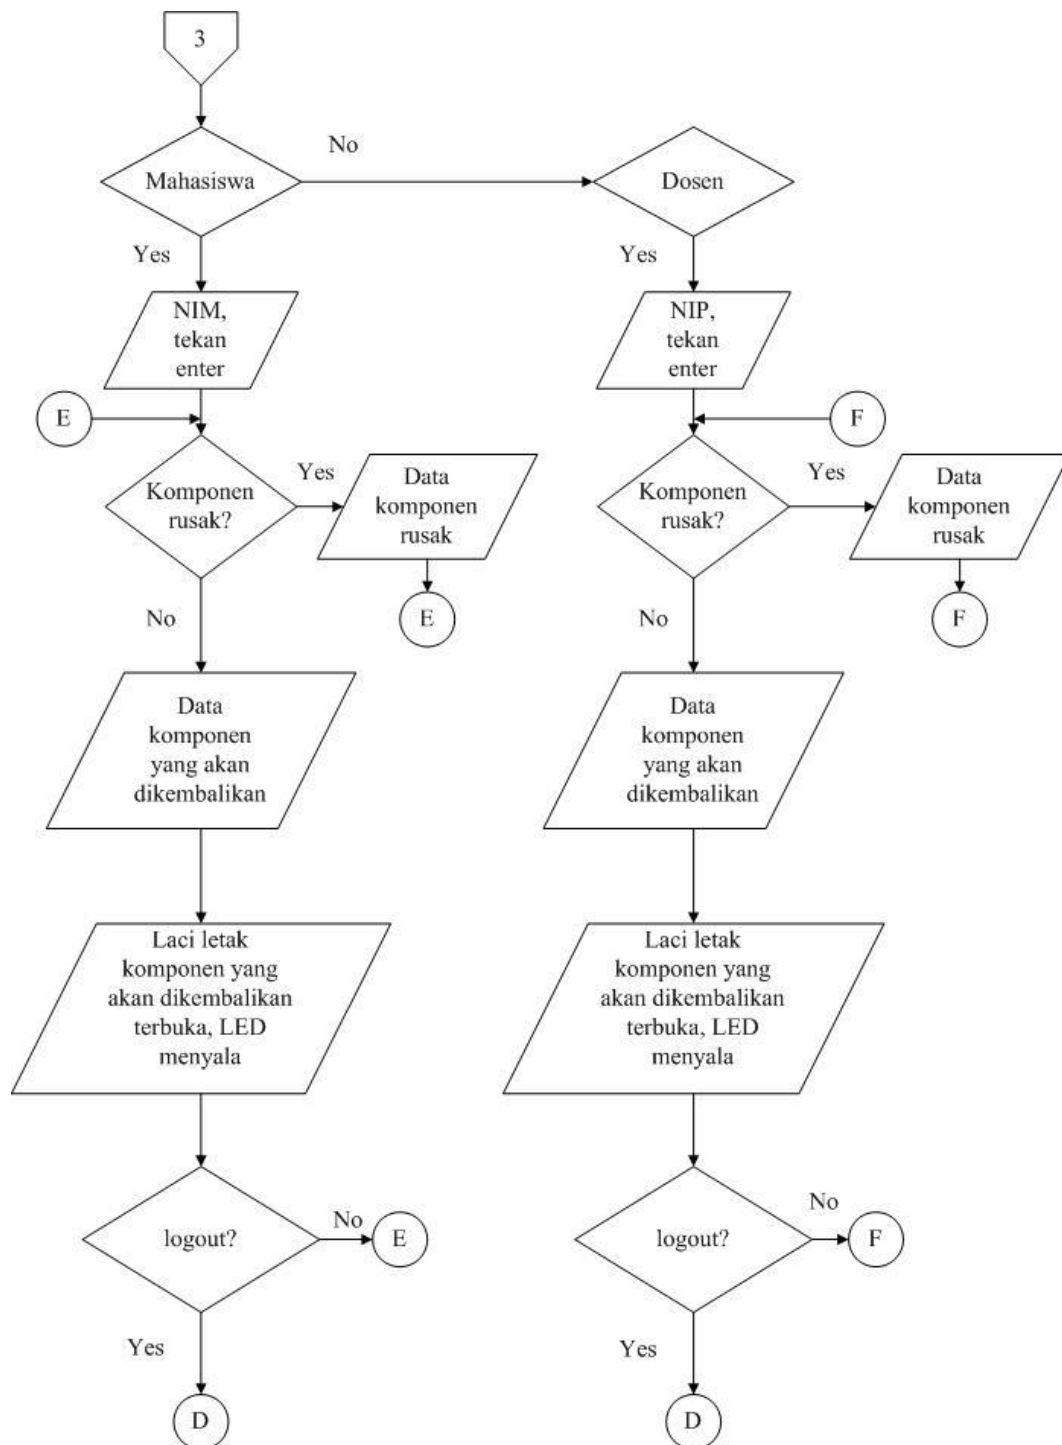 3
No
Mahasiswa
Dosen
Yes
Yes
NIM,
tekan
enter
NIP,
tekan
enter
E
F
Komponen
rusak?
Yes
Data
komponen
rusak
Komponen
rusak?
Yes
Data
komponen
rusak
No
E
No
F
Data
komponen
yang akan
dikembalikan
Data
komponen
yang akan
dikembalikan
Laci letak
komponen yang
akan dikembalikan
terbuka, LED
menyala
Laci letak
komponen yang
akan dikembalikan
terbuka, LED
menyala
logout?
No
E
logout?
No
F
Yes
Yes
D
D